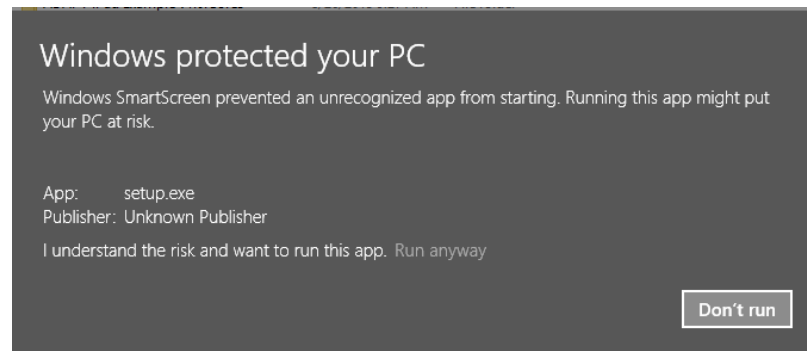 Windows protected your PC
Windows SmartScreen prevented an unrecognized app from starting. Running this app might put
your PC at risk.
App: setup.exe
Publisher: Unknown Publisher
I understand the risk and want to run this app. Run anyway
Don't run